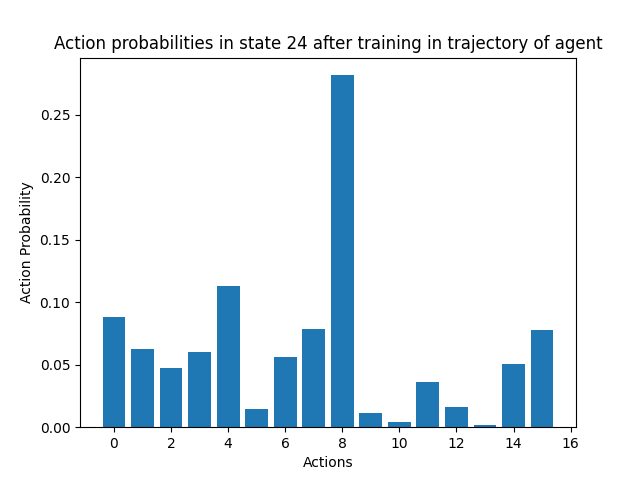 Action probabilities in state 24 after training in trajectory of agent
0.25
0.20
0.15
0.10
0.05
0.00
Action Probability
0 2 4 6 8 10 12 14 16
Actions